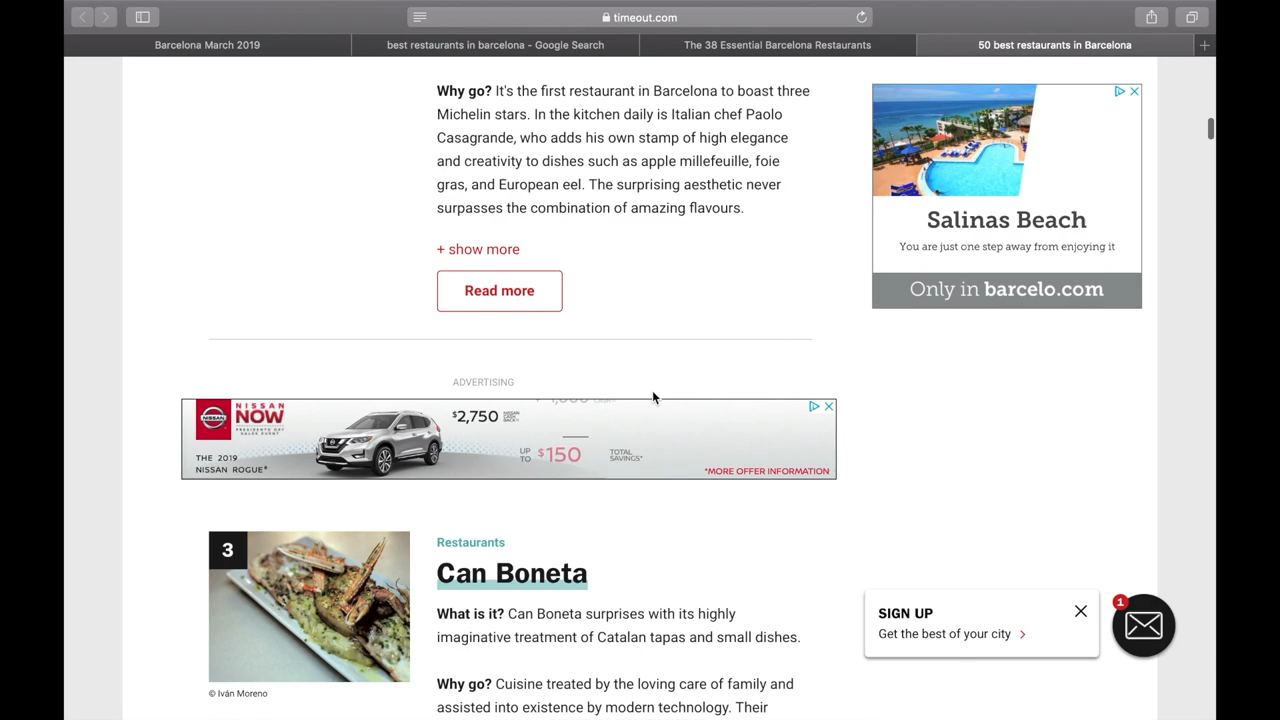 timeout.com
Barcelona March 2019
best restaurants in barcelona - Google Search
The 38 Essential Barcelona Restaurants
50 best restaurants in Barcelona
Why go? It's the first restaurant in Barcelona to boast three
Michelin stars. In the kitchen daily is Italian chef Paolo
Casagrande, who adds his own stamp of high elegance
and creativity to dishes such as apple millefeuille, foie
gras, and European eel. The surprising aesthetic never
surpasses the combination of amazing flavours.
+ show more
Read more
Salinas Beach
You are just one step away from enjoying it
Only in barcelo.com
ADVERTISING
NISSAN
NISSAN
NOW
PRESIDENTS DAY
SALES EVENT
THE 2019
NISSAN ROGUE®
$2,750 NISSAN
CASH BACK
UP
TO $150 TOTAL
SAVINGS*
*MORE OFFER INFORMATION
3
© Iván Moreno
Restaurants
Can Boneta
What is it? Can Boneta surprises with its highly
imaginative treatment of Catalan tapas and small dishes.
Why go? Cuisine treated by the loving care of family and
assisted into existence by modern technology. Their
SIGN UP
Get the best of your city
1